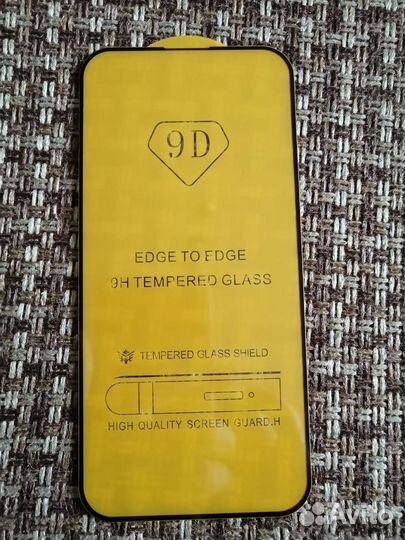 9D
EDGE TO EDGE
9H TEMPERED GLASS
TEMPERED GLASS SHIELD
HIGH QUALITY SCREEN GUARD.H
Avito